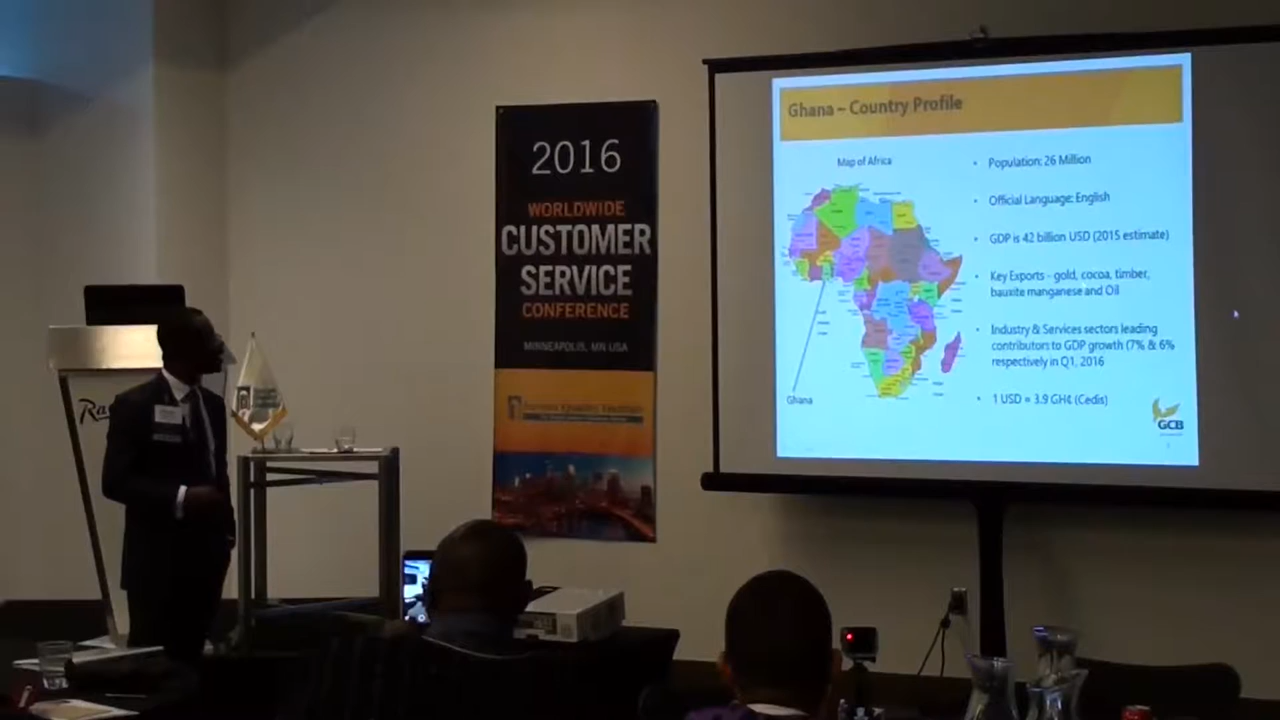 2016
WORLDWIDE
CUSTOMER
SERVICE
CONFERENCE
MINNEAPOLIS, MN USA
Ghana – Country Profile
Map of Africa
Ghana
• Population: 26 Million
• Official Language: English
• GDP is 42 billion USD (2015 estimate)
• Key Exports - gold, cocoa, timber,
bauxite manganese and Oil
• Industry & Services sectors leading
contributors to GDP growth (7% & 6%
respectively in Q1, 2016
• 1 USD = 3.9 GH¢ (Cedis)
GCB